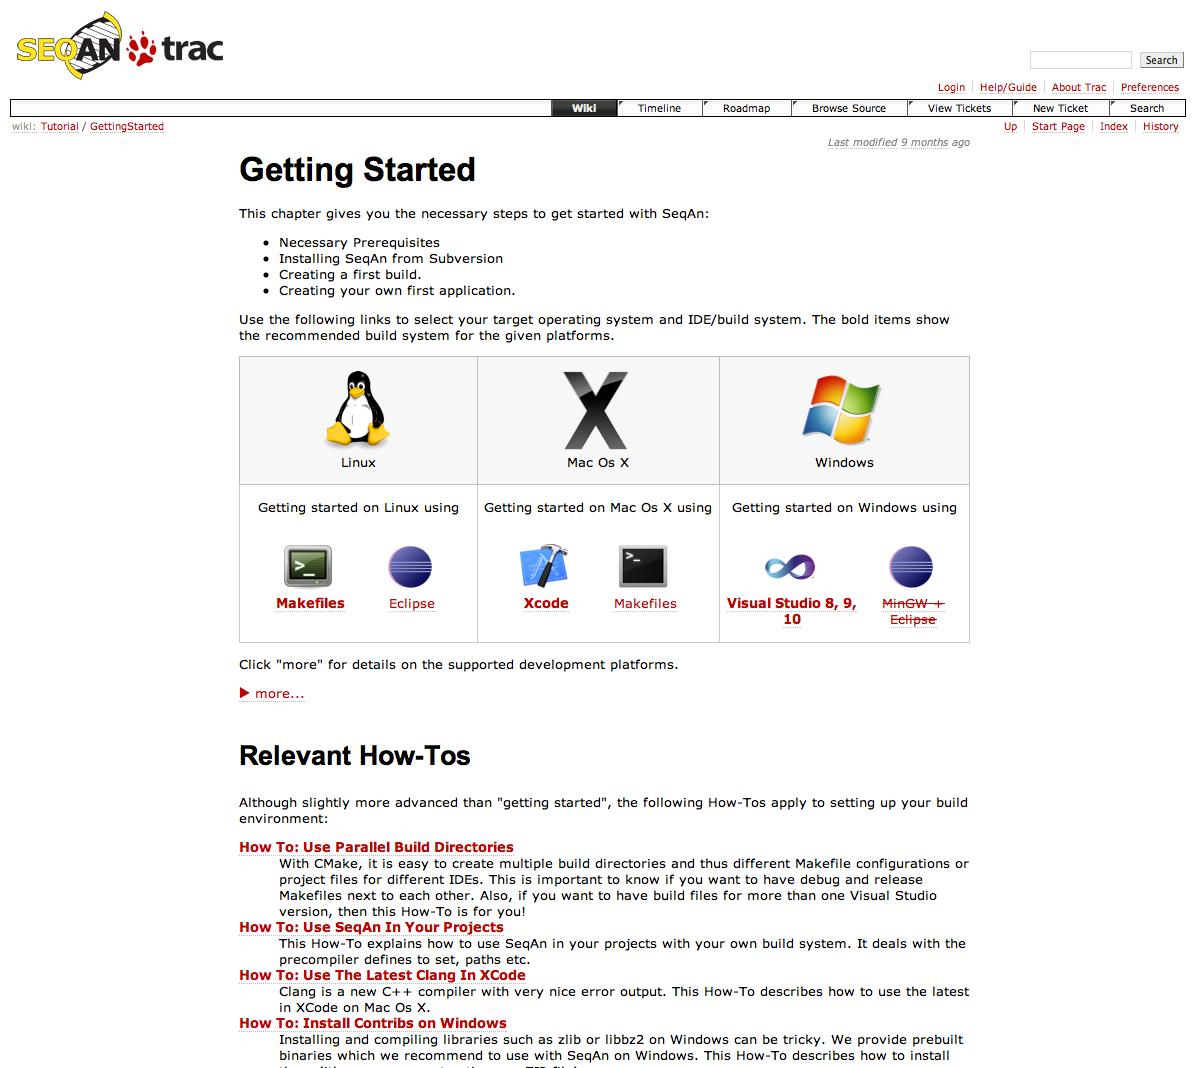 SEQAN trac
Search
Login Help/Guide About Trac Preferences
Wiki Timeline Roadmap Browse Source View Tickets New Ticket Search
wiki: Tutorial / GettingStarted Up Start Page Index History
Last modified 9 months ago
Getting Started
This chapter gives you the necessary steps to get started with SeqAn:
• Necessary Prerequisites
• Installing SeqAn from Subversion
• Creating a first build.
• Creating your own first application.
Use the following links to select your target operating system and IDE/build system. The bold items show
the recommended build system for the given platforms.
Linux Mac Os X Windows
Getting started on Linux using Getting started on Mac Os X using Getting started on Windows using
Makefiles Eclipse Xcode Makefiles Visual Studio 8, 9, MinGW +
10 Eclipse
Click "more" for details on the supported development platforms.
more...
Relevant How-Tos
Although slightly more advanced than "getting started", the following How-Tos apply to setting up your build
environment:
How To: Use Parallel Build Directories
With CMake, it is easy to create multiple build directories and thus different Makefile configurations or
project files for different IDEs. This is important to know if you want to have debug and release
Makefiles next to each other. Also, if you want to have build files for more than one Visual Studio
version, then this How-To is for you!
How To: Use SeqAn In Your Projects
This How-To explains how to use SeqAn in your projects with your own build system. It deals with the
precompiler defines to set, paths etc.
How To: Use The Latest Clang In XCode
Clang is a new C++ compiler with very nice error output. This How-To describes how to use the latest
in XCode on Mac Os X.
How To: Install Contribs on Windows
Installing and compiling libraries such as zlib or libbz2 on Windows can be tricky. We provide prebuilt
binaries which we recommend to use with SeqAn on Windows. This How-To describes how to install